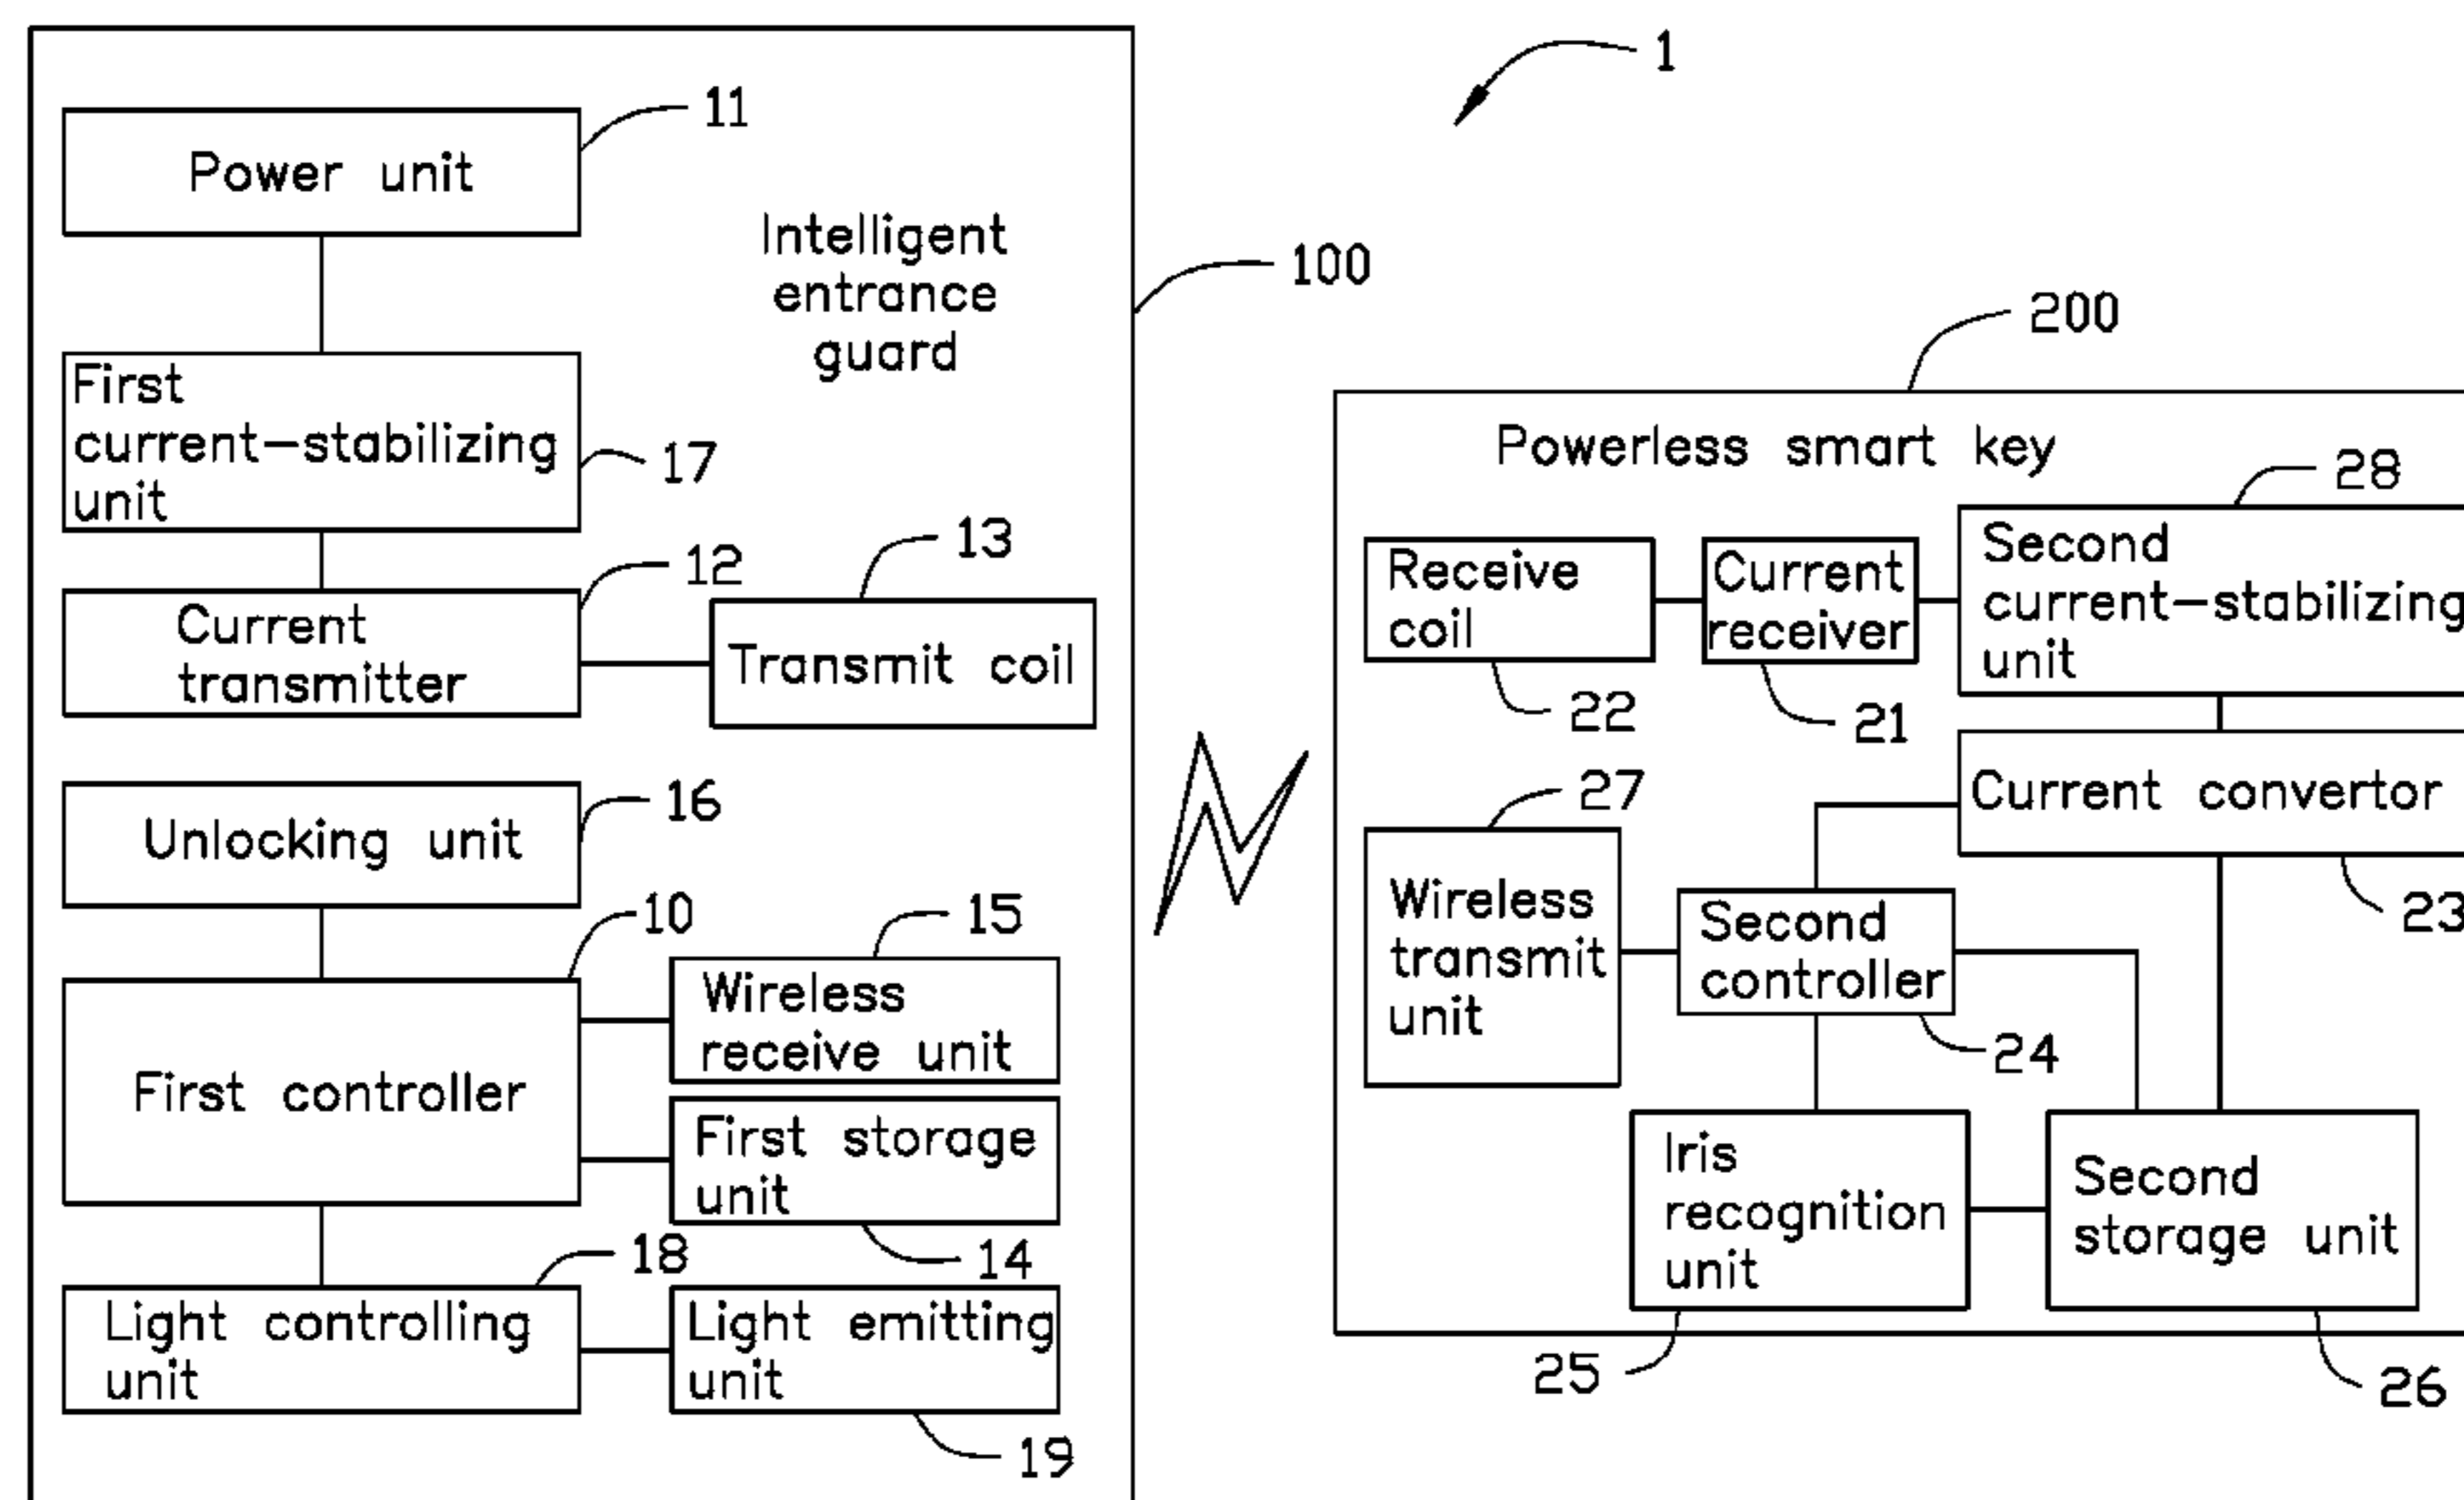 1
11
Power unit
Intelligent
entrance
guard
100
First
current-stabilizing
unit
17
12
13
Current
transmitter
Transmit coil
16
Unlocking unit
10
15
Wireless
receive unit
First controller
First storage
unit
14
18
Light controlling
unit
Light emitting
unit
19
200
Powerless smart key
28
Receive
coil
Current
receiver
Second
current-stabilizing
unit
22
21
27
Current convertor
23
Wireless
transmit
unit
Second
controller
24
Iris
recognition
unit
Second
storage unit
25
26